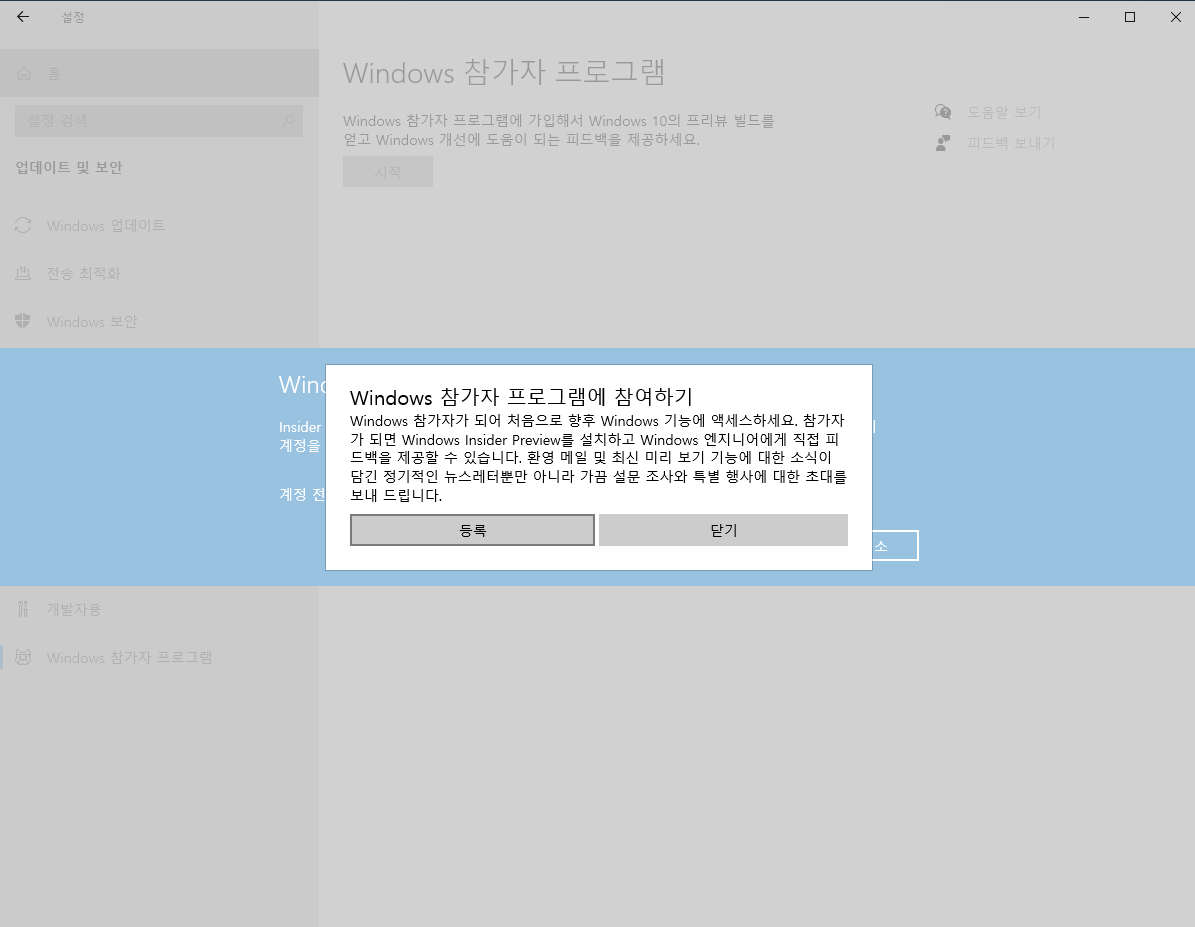 설정
홈
설정 검색
업데이트 및 보안
Windows 업데이트
전송 최적화
Windows 보안
Windows 참가자 프로그램
Windows 참가자 프로그램에 가입해서 Windows 10의 프리뷰 빌드를
얻고 Windows 개선에 도움이 되는 피드백을 제공하세요.
시작
도움말 보기
피드백 보내기
Insider
계정을
계정 전
Windows 참가자 프로그램에 참여하기
Windows 참가자가 되어 처음으로 향후 Windows 기능에 액세스하세요. 참가자
가 되면 Windows Insider Preview를 설치하고 Windows 엔지니어에게 직접 피
드백을 제공할 수 있습니다. 환영 메일 및 최신 미리 보기 기능에 대한 소식이
담긴 정기적인 뉴스레터뿐만 아니라 가끔 설문 조사와 특별 행사에 대한 초대를
보내 드립니다.
등록
닫기
소
개발자용
Windows 참가자 프로그램